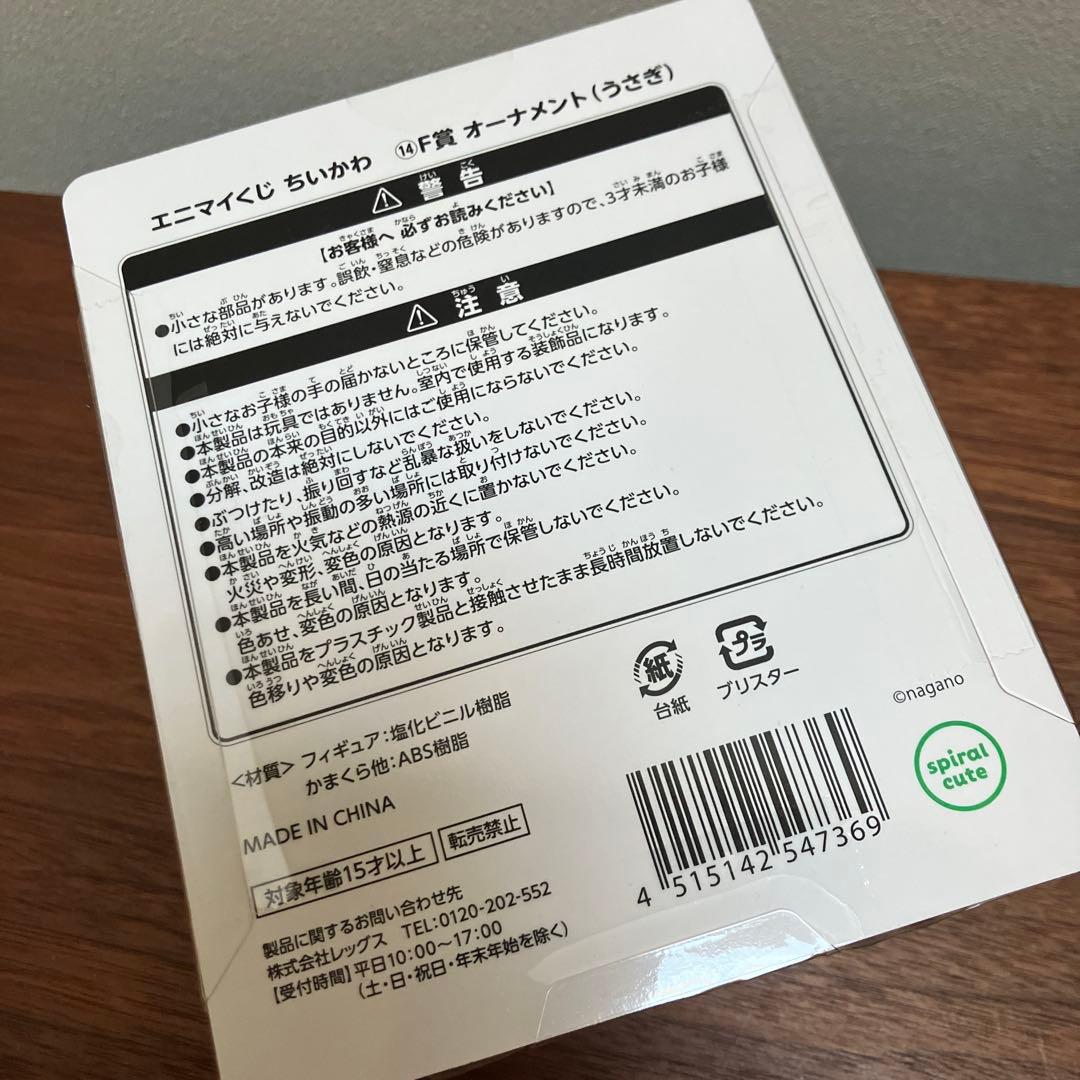 エニマイくじ ちいかわ ⑭F賞 オーナメント(うさぎ)
⚠ 警告
【お客様へ 必ずお読みください】
●小さな部品があります。誤飲・窒息などの危険がありますので、3才未満のお子様
には絶対に与えないでください。
⚠ 注意
●小さなお子様の手の届かないところに保管してください。
●本製品は玩具ではありません。室内で使用する装飾品になります。
●本製品の本来の目的以外にはご使用にならないでください。
●分解、改造は絶対にしないでください。
●ぶつけたり、振り回すなど乱暴な扱いをしないでください。
●高い場所や振動の多い場所には取り付けないでください。
●本製品を火気などの熱源の近くに置かないでください。
火災や変形、変色の原因となります。
●本製品を長い間、日の当たる場所で保管しないでください。
色あせ、変色の原因となります。
●本製品をプラスチック製品と接触させたまま長時間放置しないでください。
色移りや変色の原因となります。
紙
台紙
プラ
ブリスター
©nagano
spiral
cute
<材質> フィギュア:塩化ビニル樹脂
かまくら他:ABS樹脂
MADE IN CHINA
対象年齢15才以上 転売禁止
製品に関するお問い合わせ先
株式会社レッグス TEL:0120-202-552
【受付時間】平日10:00~17:00
(土・日・祝日・年末年始を除く)
4 515142 547369